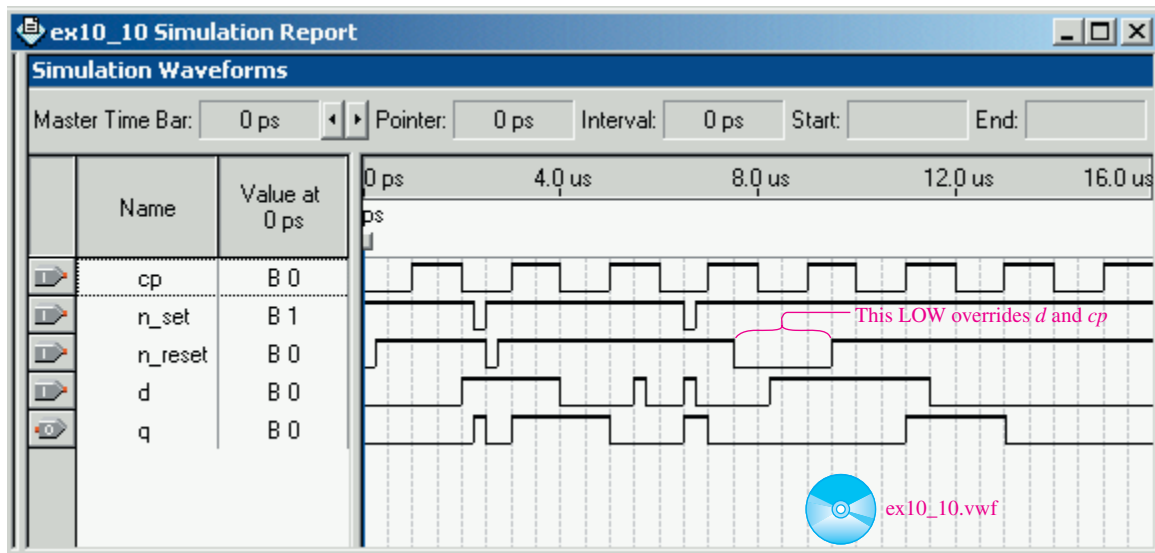 ex10_10 Simulation Report
Simulation Waveforms
Master Time Bar: 0 ps Pointer: 0 ps Interval: 0 ps Start: End:
Name Value at 0 ps 0 ps 4.0 us 8.0 us 12.0 us 16.0 us
ps
cp B 0
n_set B 1
This LOW overrides d and cp
n_reset B 0
d B 0
q B 0
ex10_10.vwf